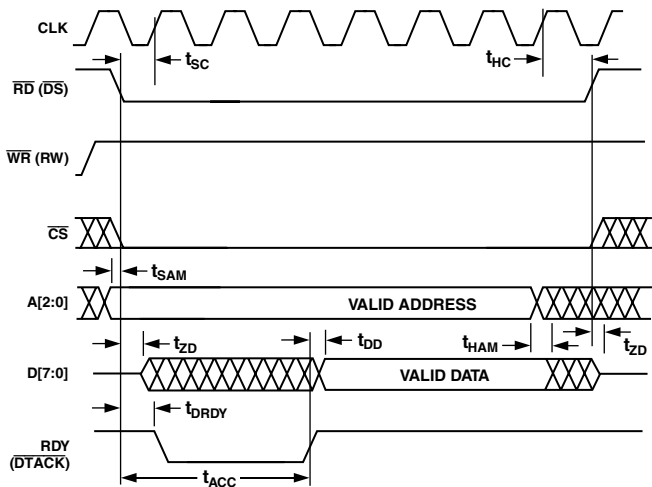 CLK
tSC
tHC
RD (DS)
WR (RW)
CS
tSAM
A[2:0]
VALID ADDRESS
tZD
tDD
tHAM
tZD
D[7:0]
VALID DATA
tDRDY
RDY
(DTACK)
tACC